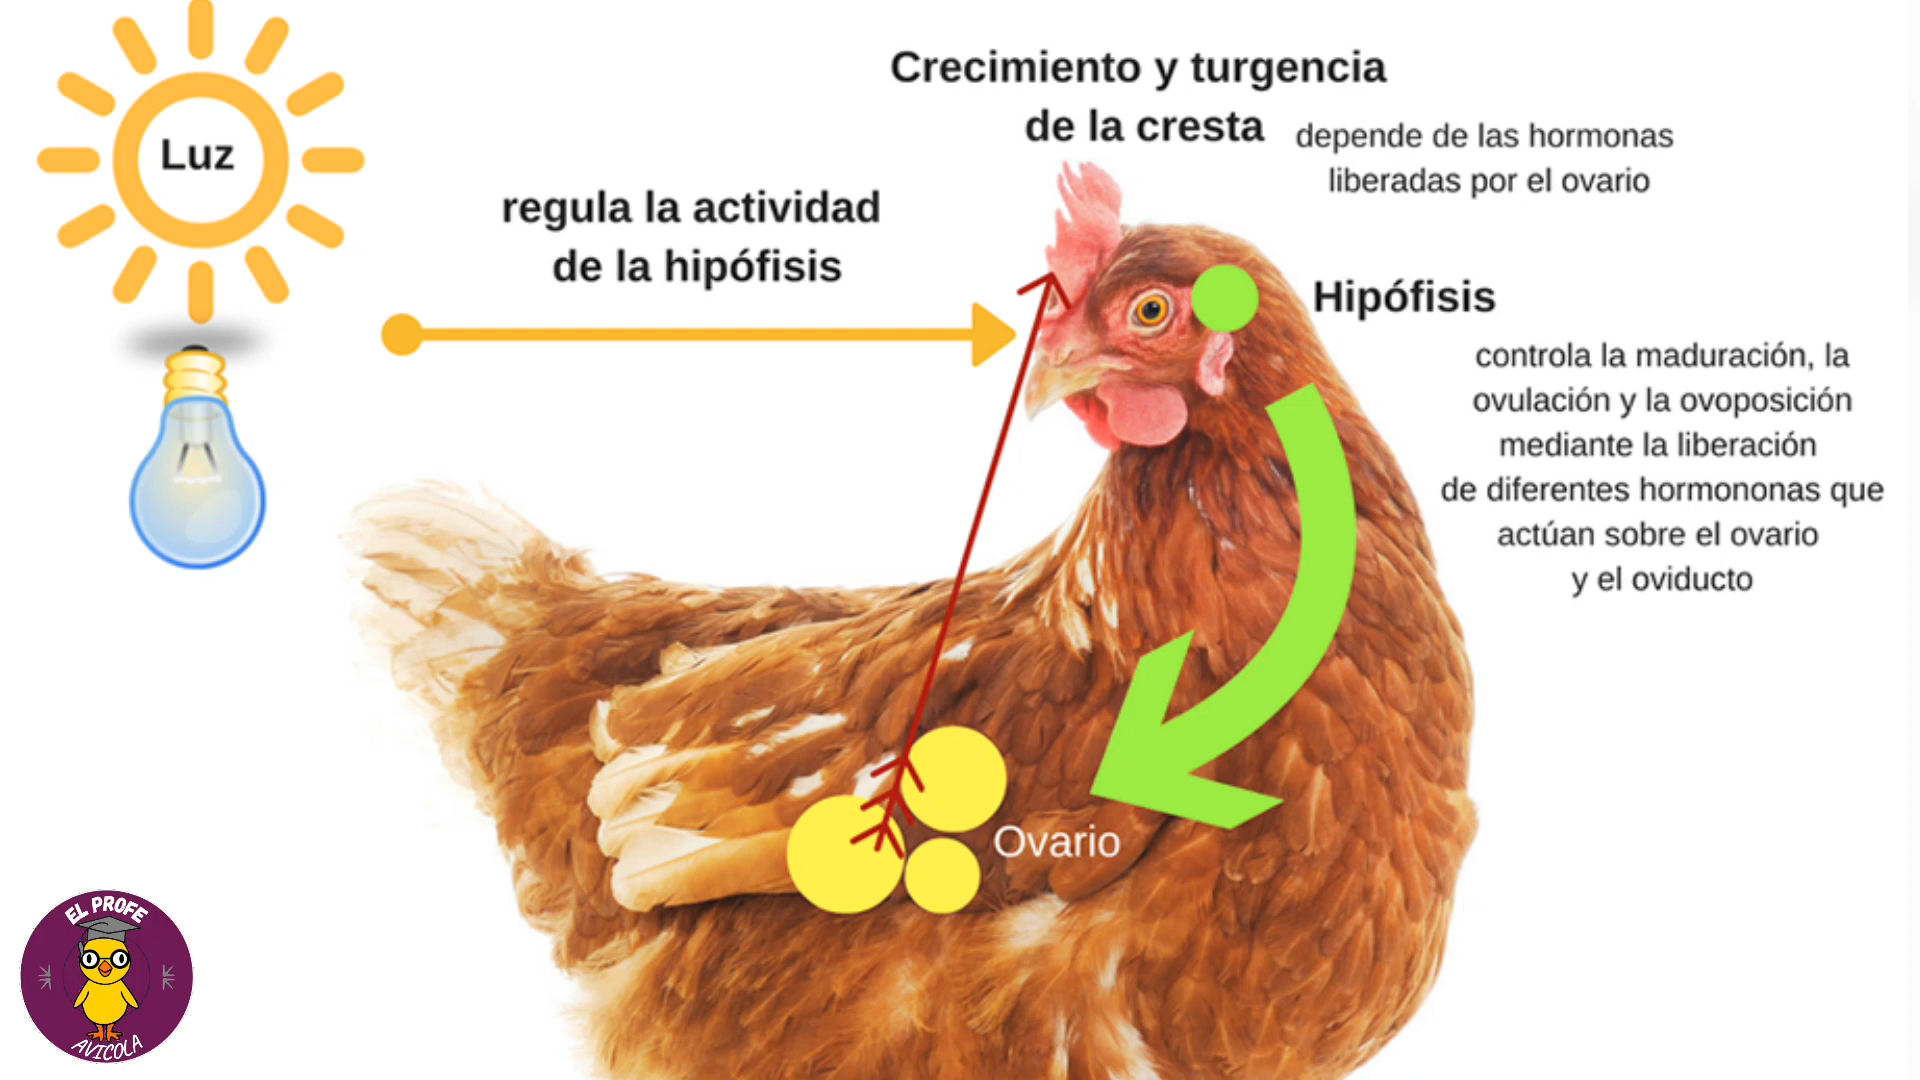 Luz
regula la actividad
de la hipófisis
Crecimiento y turgencia
de la cresta
depende de las hormonas
liberadas por el ovario
Hipófisis
controla la maduración, la
ovulación y la ovoposición
mediante la liberación
de diferentes hormononas que
actúan sobre el ovario
y el oviducto
Ovario
EL PROFE
AVICOLA